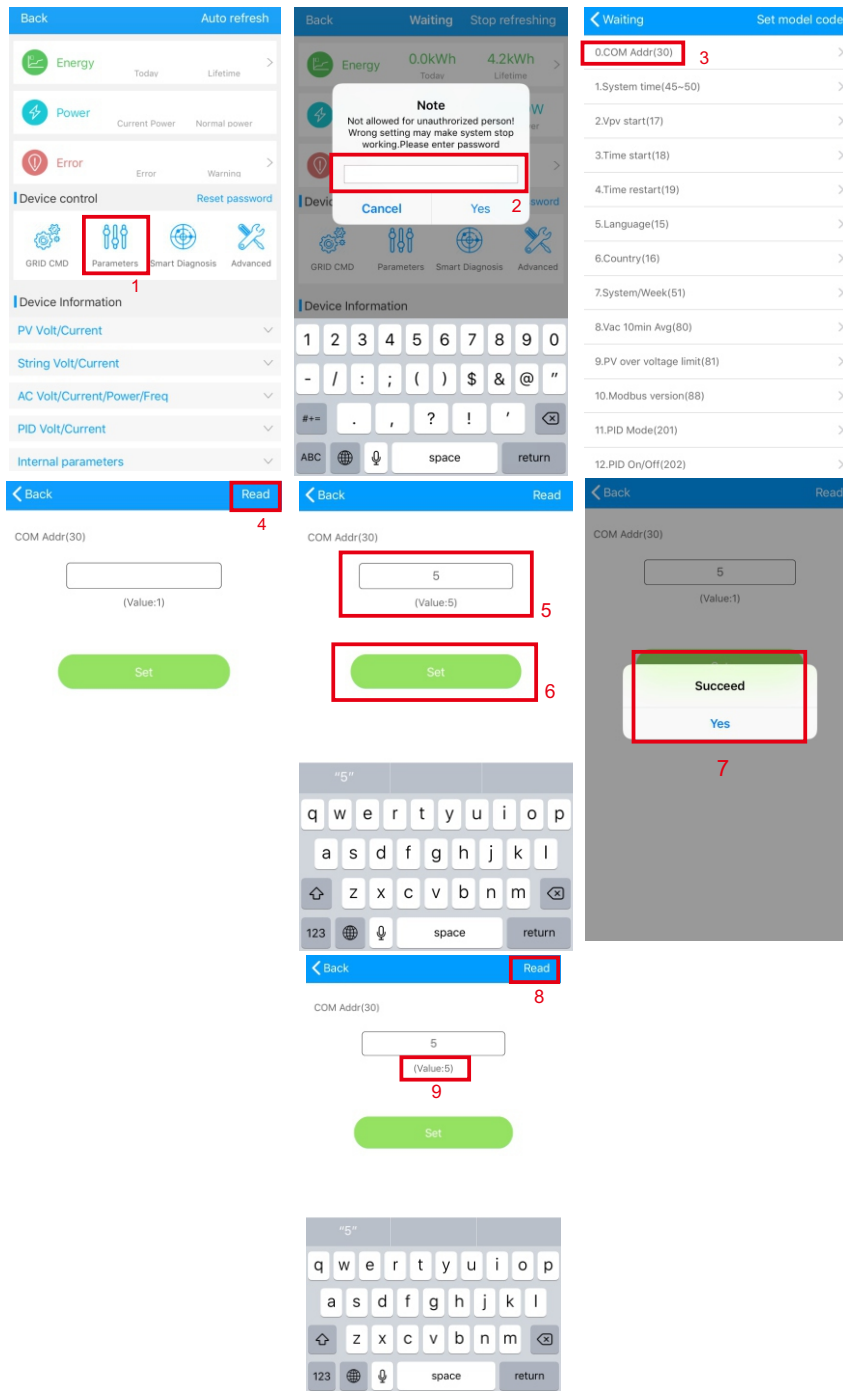 Back Auto refresh
Energy
Today Lifetime
Power
Current Power Normal power
Error
Error Warning
Device control Reset password
GRID CMD Parameters Smart Diagnosis Advanced
1
Device Information
PV Volt/Current
String Volt/Current
AC Volt/Current/Power/Freq
PID Volt/Current
Internal parameters
Back Waiting Stop refreshing
Energy 0.0kWh 4.2kWh
Today Lifetime
Note
Not allowed for unauthrorized person!
Wrong setting may make system stop
working.Please enter password
Cancel Yes 2
GRID CMD Parameters Smart Diagnosis Advanced
Device Information
1 2 3 4 5 6 7 8 9 0
- / : ; ( ) $ & @ "
#+= . , ? ! '
ABC space return
Waiting Set model code
0.COM Addr(30) 3
1.System time(45~50)
2.Vpv start(17)
3.Time start(18)
4.Time restart(19)
5.Language(15)
6.Country(16)
7.System/Week(51)
8.Vac 10min Avg(80)
9.PV over voltage limit(81)
10.Modbus version(88)
11.PID Mode(201)
12.PID On/Off(202)
Back Read
4
COM Addr(30)
(Value:1)
Set
Back Read
COM Addr(30)
5
(Value:5)
5
Set
6
"5"
q w e r t y u i o p
a s d f g h j k l
z x c v b n m
123 space return
Back Read
COM Addr(30)
5
(Value:1)
Succeed
Yes
7
Back Read
8
COM Addr(30)
5
(Value:5)
9
Set
"5"
q w e r t y u i o p
a s d f g h j k l
z x c v b n m
123 space return